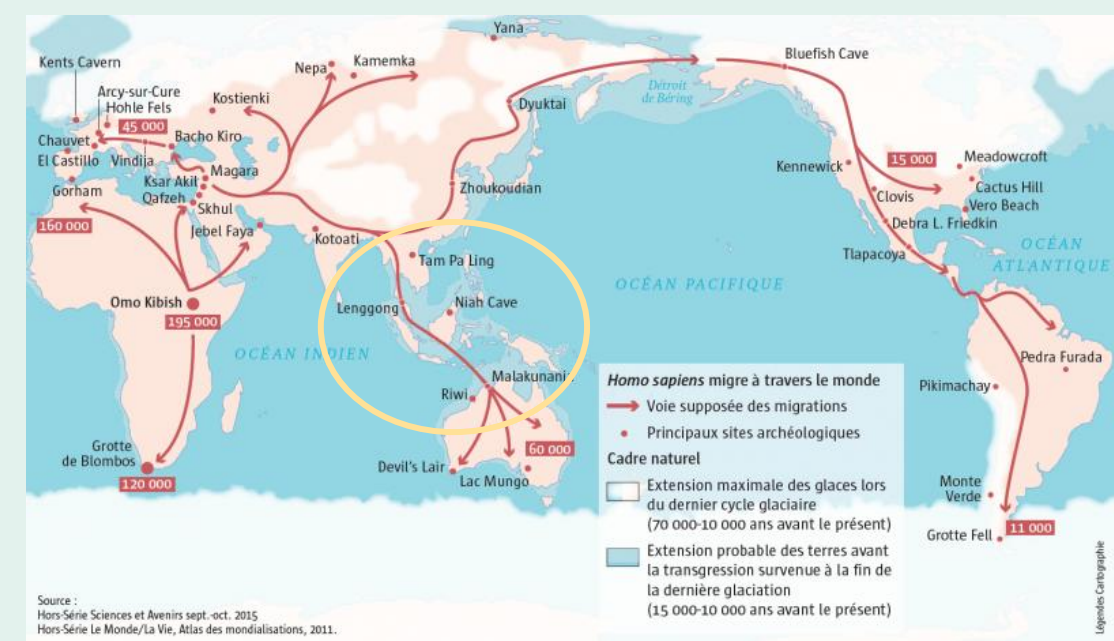 Yana
Kents Cavern
Nepa
Kamemka
Bluefish Cave
Arcy-sur-Cure
Hohle Fels
Kostienki
Détroit
de Béring
Dyuktai
45 000
Chauvet
Bacho Kiro
El Castillo
Vindija
Magara
Kennewick
15 000
Meadowcroft
Ksar Akil
Zhoukoudian
Clovis
Cactus Hill
Gorham
Qafzeh
Skhul
Vero Beach
160 000
Jebel Faya
Kotoati
Debra L. Friedkin
Tam Pa Ling
Tlapacoya
OCÉAN
ATLANTIQUE
OCÉAN PACIFIQUE
Omo Kibish
195 000
Lenggong
Niah Cave
OCÉAN INDIEN
Pedra Furada
Malakunanja
Riwi
Pikimachay
60 000
Grotte
de Blombos
120 000
Devil's Lair
Lac Mungo
Monte
Verde
Grotte Fell
11 000
Homo sapiens migre à travers le monde
Voie supposée des migrations
Principaux sites archéologiques
Cadre naturel
Extension maximale des glaces lors
du dernier cycle glaciaire
(70 000-10 000 ans avant le présent)
Extension probable des terres avant
la transgression survenue à la fin de
la dernière glaciation
(15 000-10 000 ans avant le présent)
Source :
Hors-Série Sciences et Avenirs sept.-oct. 2015
Hors-Série Le Monde/La Vie, Atlas des mondialisations, 2011.
Légendes Cartographie